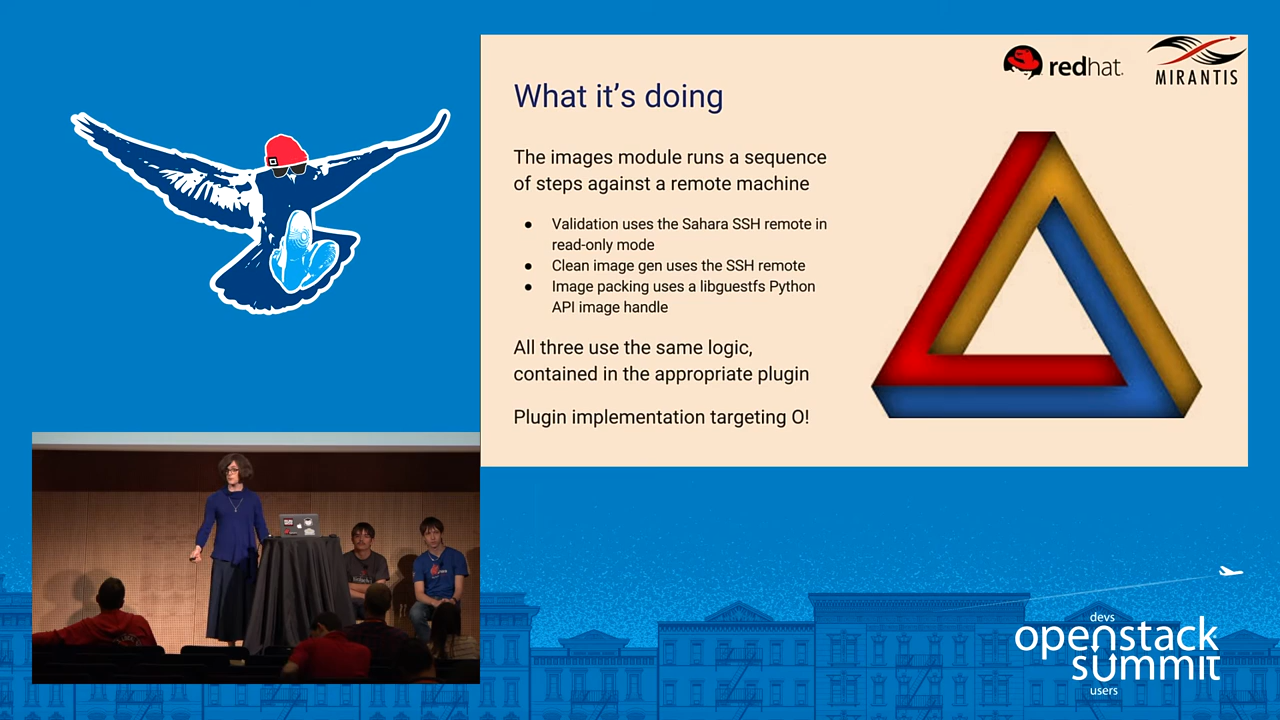 redhat.
MIRANTIS
What it's doing
The images module runs a sequence
of steps against a remote machine
● Validation uses the Sahara SSH remote in
read-only mode
● Clean image gen uses the SSH remote
● Image packing uses a libguestfs Python
API image handle
All three use the same logic,
contained in the appropriate plugin
Plugin implementation targeting O!
devs
openstack
summit
users